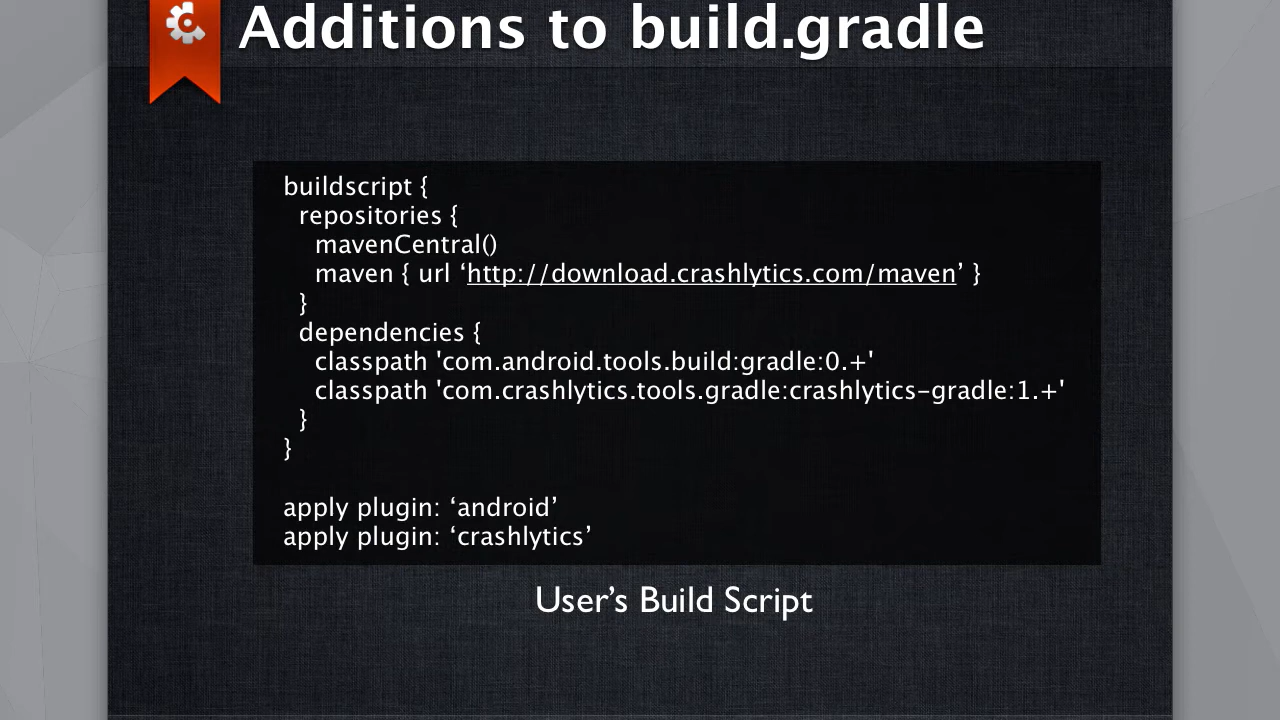 Additions to build.gradle
buildscript {
repositories {
mavenCentral()
maven { url ‘http://download.crashlytics.com/maven’ }
}
dependencies {
classpath 'com.android.tools.build:gradle:0.+'
classpath 'com.crashlytics.tools.gradle:crashlytics-gradle:1.+'
}
}
apply plugin: ‘android’
apply plugin: ‘crashlytics’
User’s Build Script